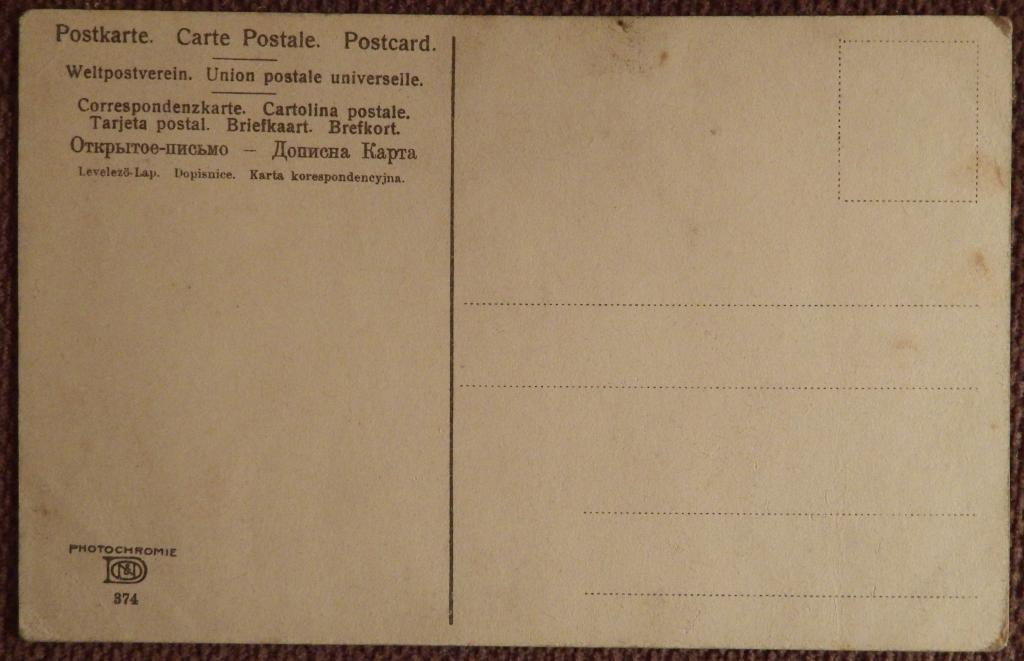 Postkarte. Carte Postale. Postcard.
Weltpostverein. Union postale universelle.
Correspondenzkarte. Cartolina postale.
Tarjeta postal. Briefkaart. Brefkort.
Открытое-письмо — Дописна Карта
Levelező-Lap. Dopisnice. Karta korespondencyjna.
PHOTOCHROMIE
374